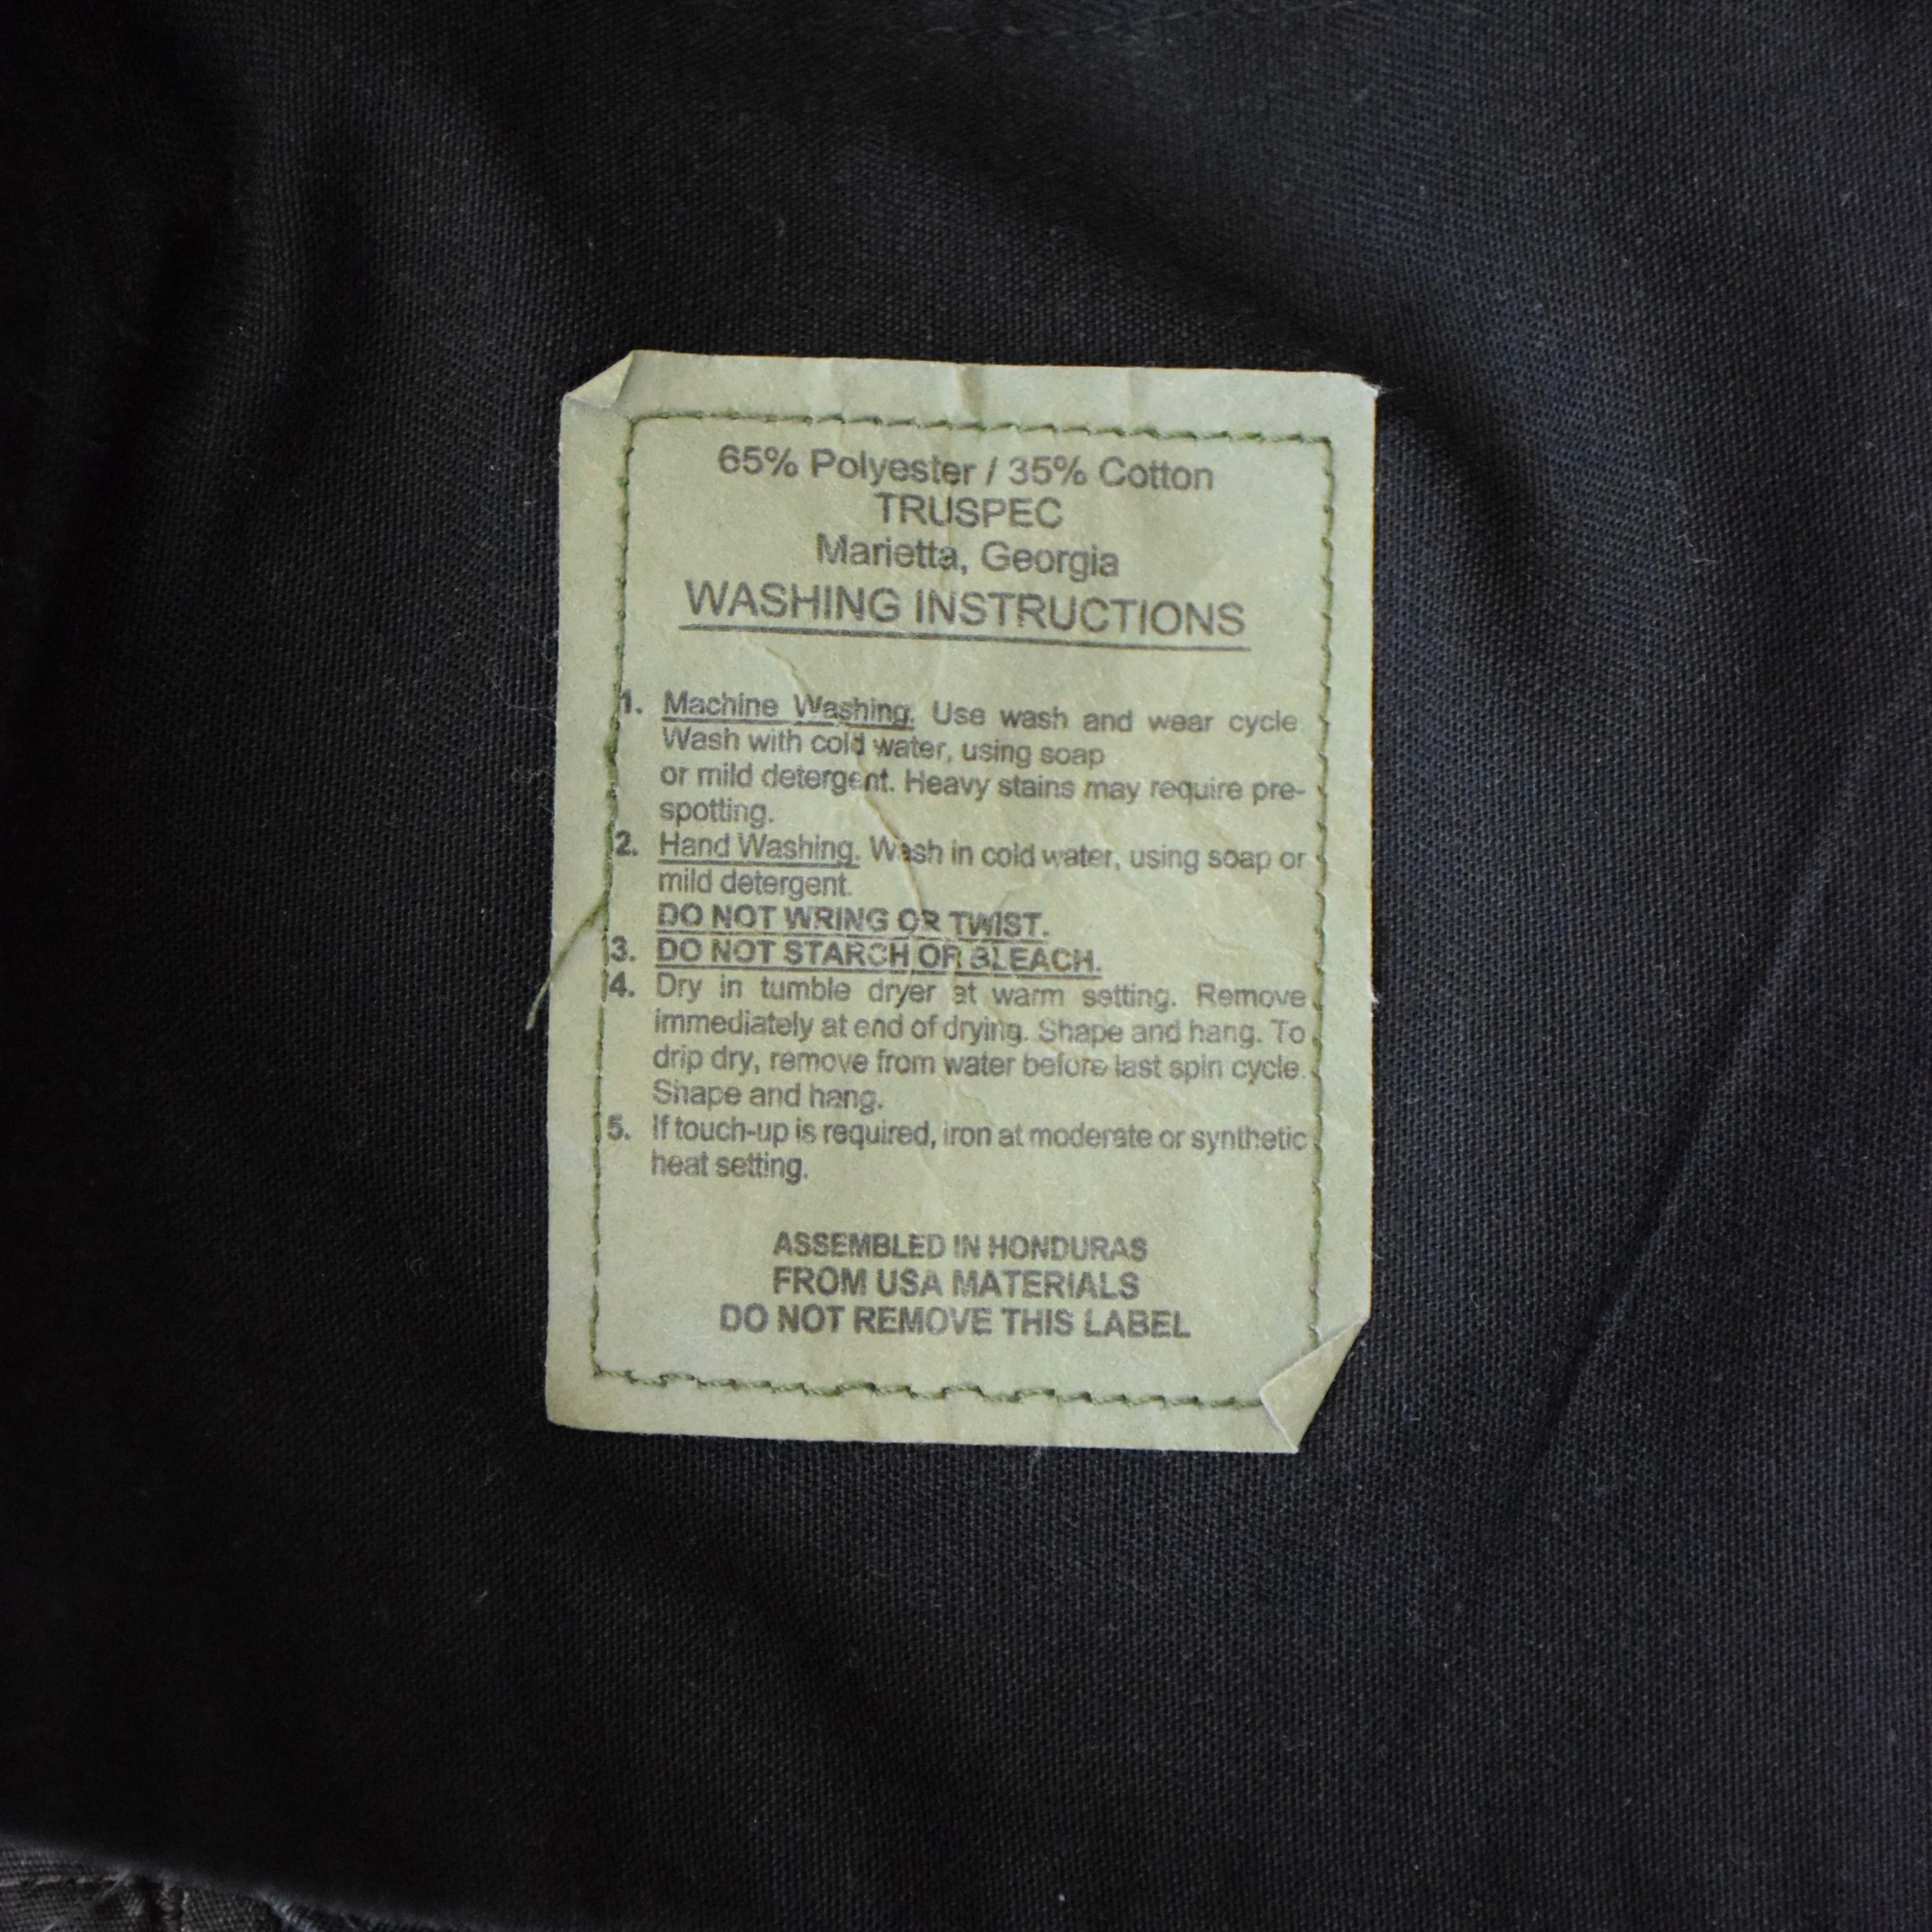 65% Polyester / 35% Cotton
TRUSPEC
Marietta, Georgia
WASHING INSTRUCTIONS
1. Machine Washing. Use wash and wear cycle.
Wash with cold water, using soap
or mild detergent. Heavy stains may require pre-
spotting.
2. Hand Washing. Wash in cold water, using soap or
mild detergent.
DO NOT WRING OR TWIST.
3. DO NOT STARCH OR BLEACH.
4. Dry in tumble dryer at warm setting. Remove
immediately at end of drying. Shape and hang. To
drip dry, remove from water before last spin cycle.
Shape and hang.
5. If touch-up is required, iron at moderate or synthetic
heat setting.
ASSEMBLED IN HONDURAS
FROM USA MATERIALS
DO NOT REMOVE THIS LABEL